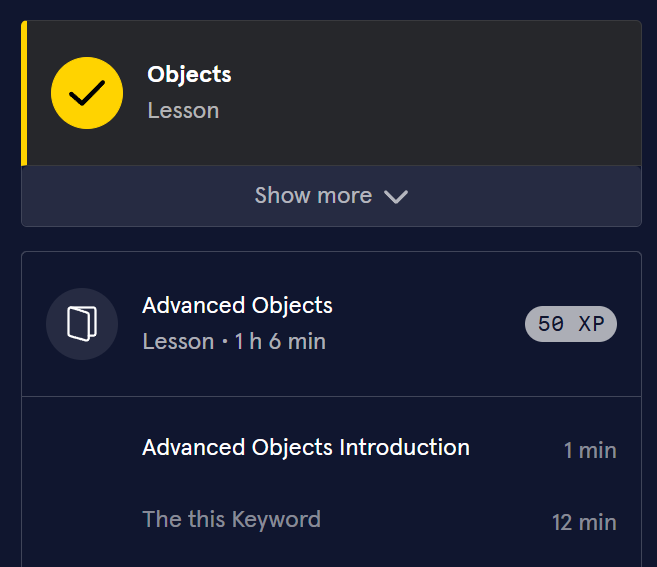 Objects
Lesson
Show more
Advanced Objects
Lesson • 1 h 6 min
50 XP
Advanced Objects Introduction
1 min
The this Keyword
12 min